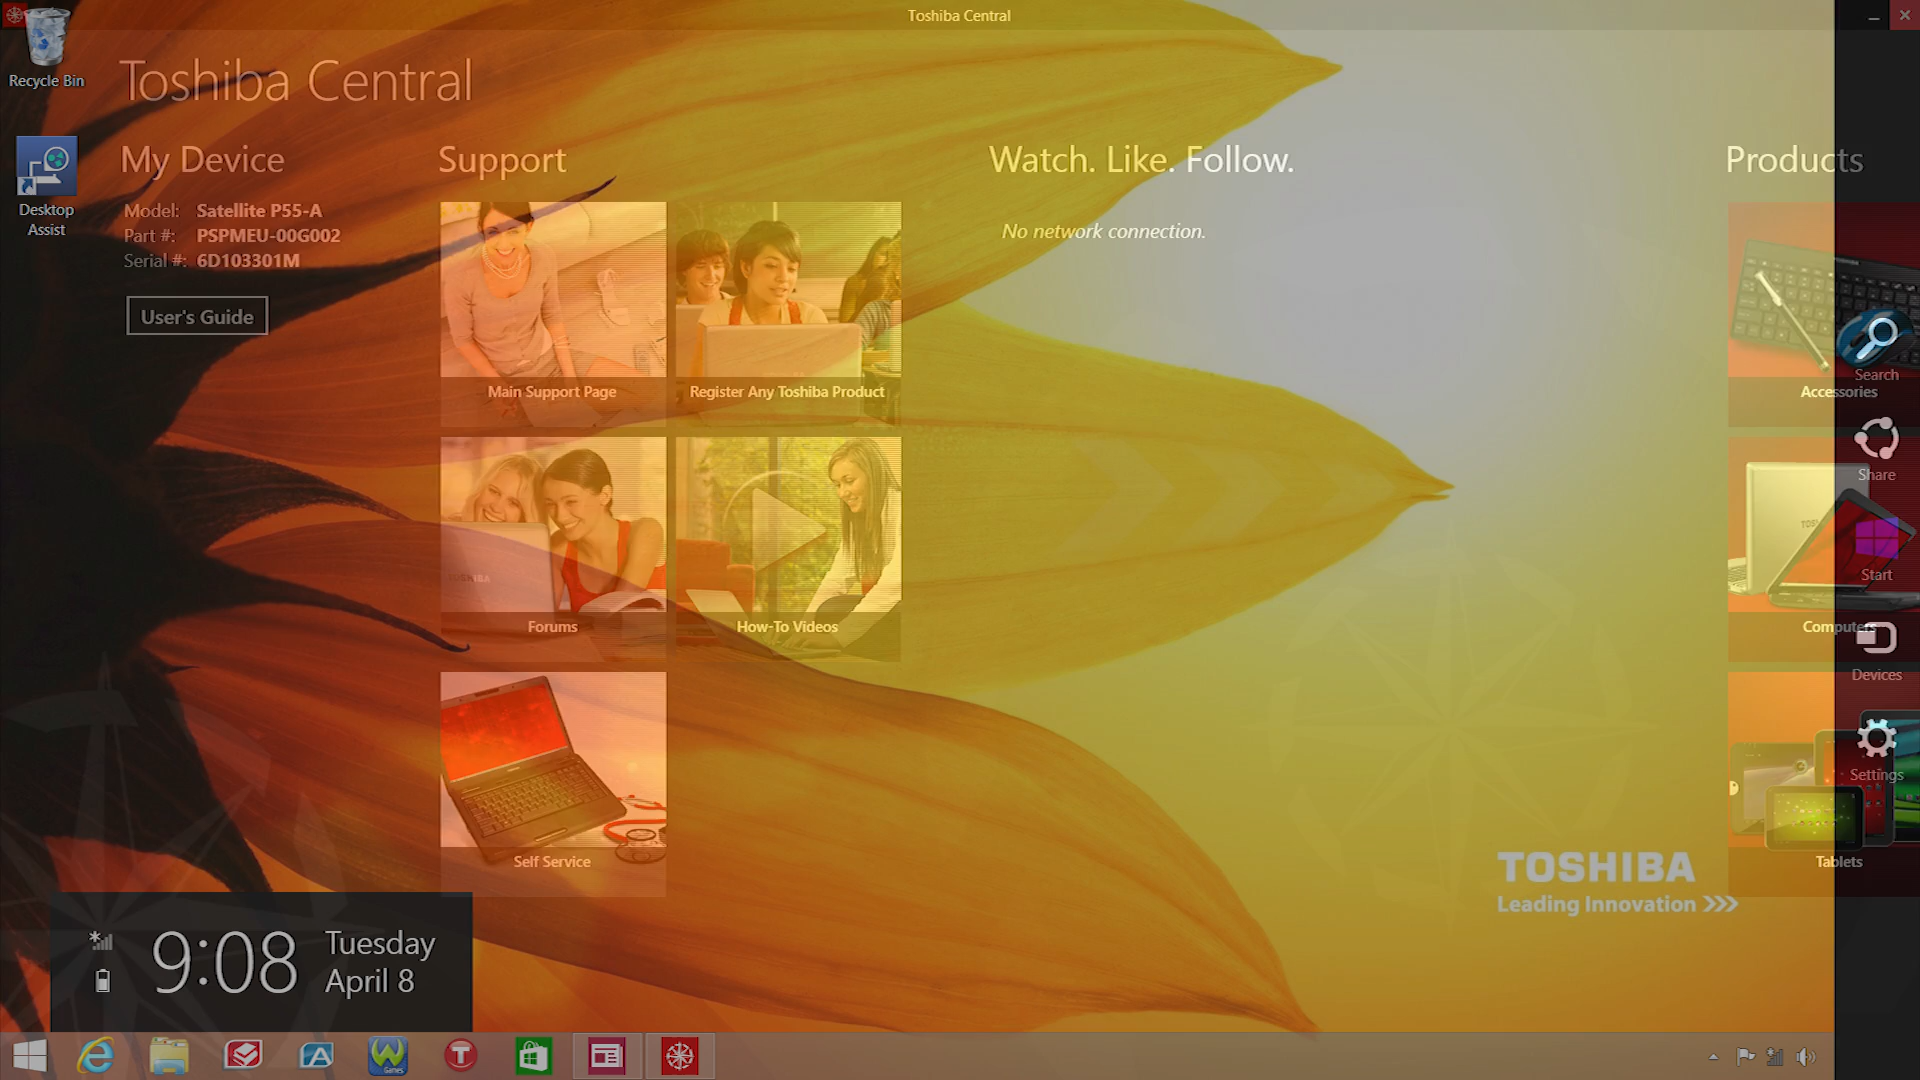 Toshiba Central
Recycle Bin
Toshiba Central
Desktop
Assist
My Device
Model: Satellite P55-A
Part #: PSPMEU-00G002
Serial #: 6D103301M
User's Guide
Support
Main Support Page
Register Any Toshiba Product
Forums
TOSHIBA
How-To Videos
Self Service
Watch. Like. Follow.
No network connection.
Products
Accessories
Computers
Tablets
Search
Share
Start
Devices
Settings
TOSHIBA
Leading Innovation >>>
9:08
Tuesday
April 8
Games